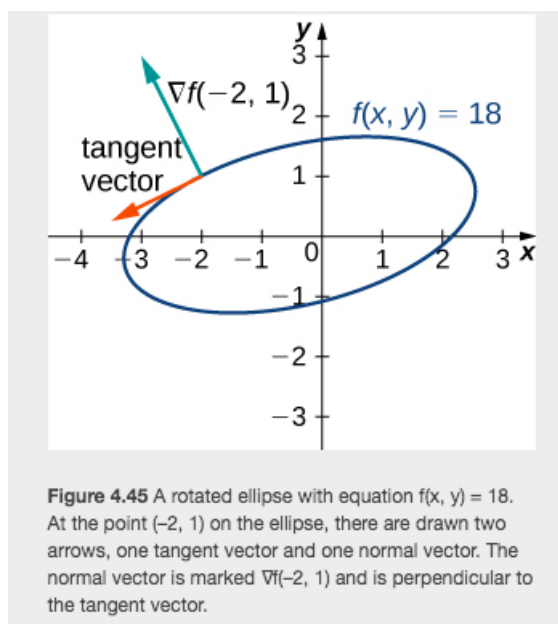 y
3
∇f(−2, 1)
2
f(x, y) = 18
tangent
vector
1
−4 −3 −2 −1 0 1 2 3 x
−1
−2
−3
Figure 4.45 A rotated ellipse with equation f(x, y) = 18.
At the point (–2, 1) on the ellipse, there are drawn two
arrows, one tangent vector and one normal vector. The
normal vector is marked ∇f(–2, 1) and is perpendicular to
the tangent vector.